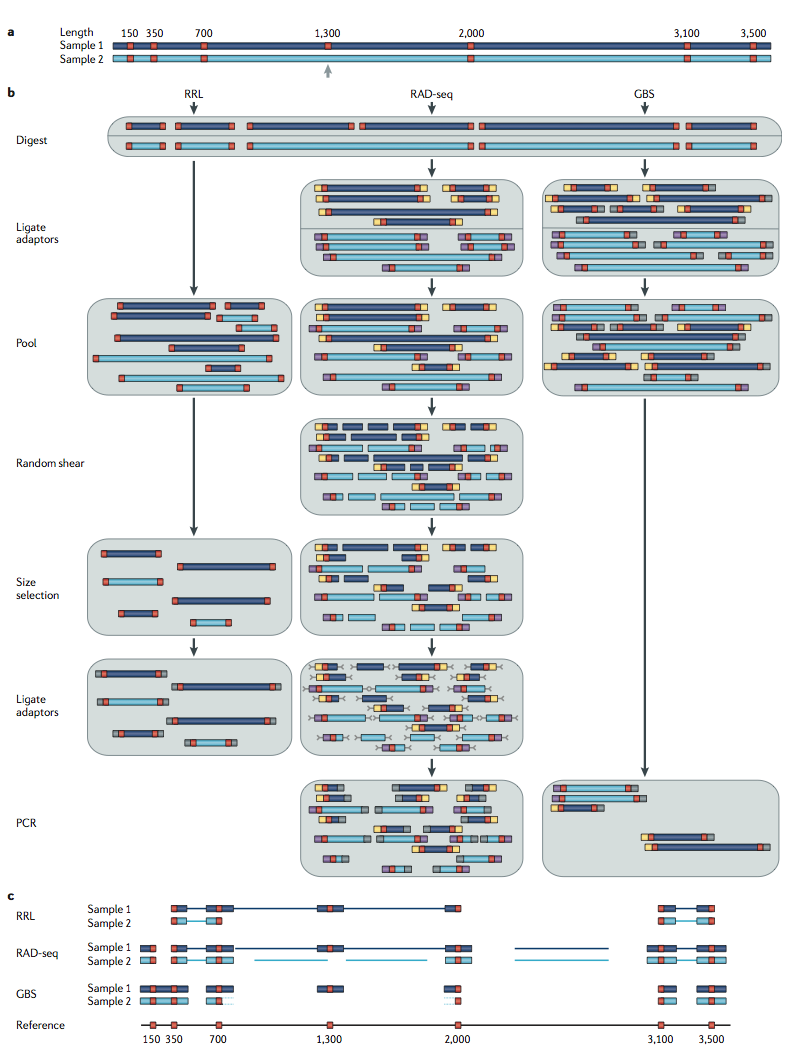 a
Length 150 350 700 1,300 2,000 3,100 3,500
Sample 1
Sample 2
b
RRL RAD-seq GBS
Digest
Ligate
adaptors
Pool
Random shear
Size
selection
Ligate
adaptors
PCR
c
RRL
Sample 1
Sample 2
RAD-seq
Sample 1
Sample 2
GBS
Sample 1
Sample 2
Reference
150 350 700 1,300 2,000 3,100 3,500